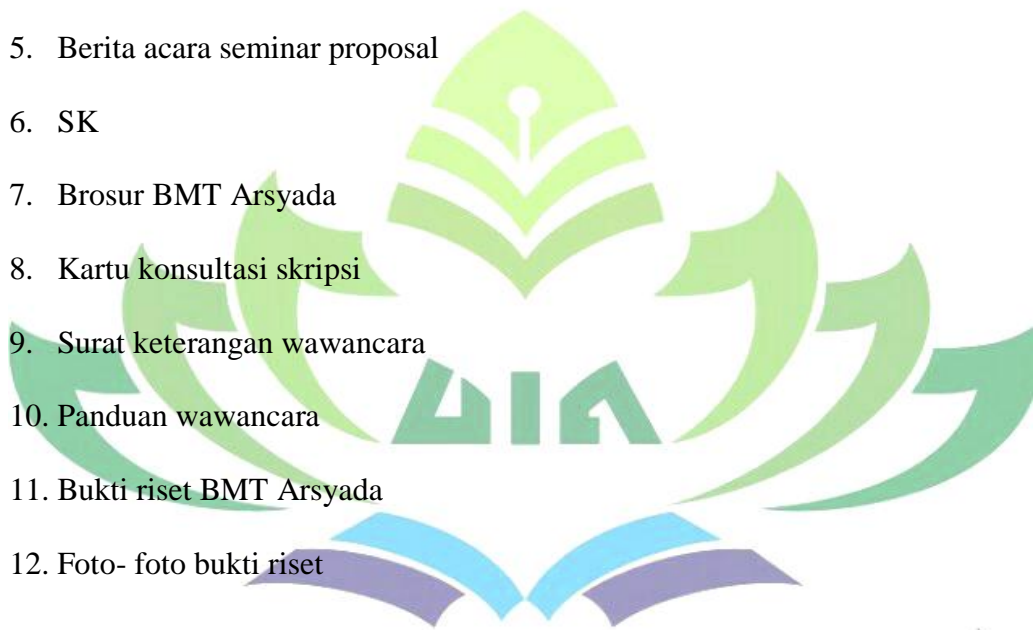 5. Berita acara seminar proposal
6. SK
7. Brosur BMT Arsyada
8. Kartu konsultasi skripsi
9. Surat keterangan wawancara
UIN
10. Panduan wawancara
11. Bukti riset BMT Arsyada
12. Foto- foto bukti riset